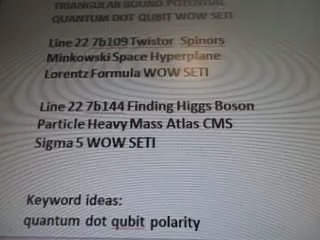 TRIANGULAR BOUND POTENTIAL
QUANTUM DOT QUBIT WOW SETI
Line 22 7b109 Twistor Spinors
Minkowski Space Hyperplane
Lorentz Formula WOW SETI
Line 22 7b144 Finding Higgs Boson
Particle Heavy Mass Atlas CMS
Sigma 5 WOW SETI
Keyword ideas:
quantum dot qubit polarity